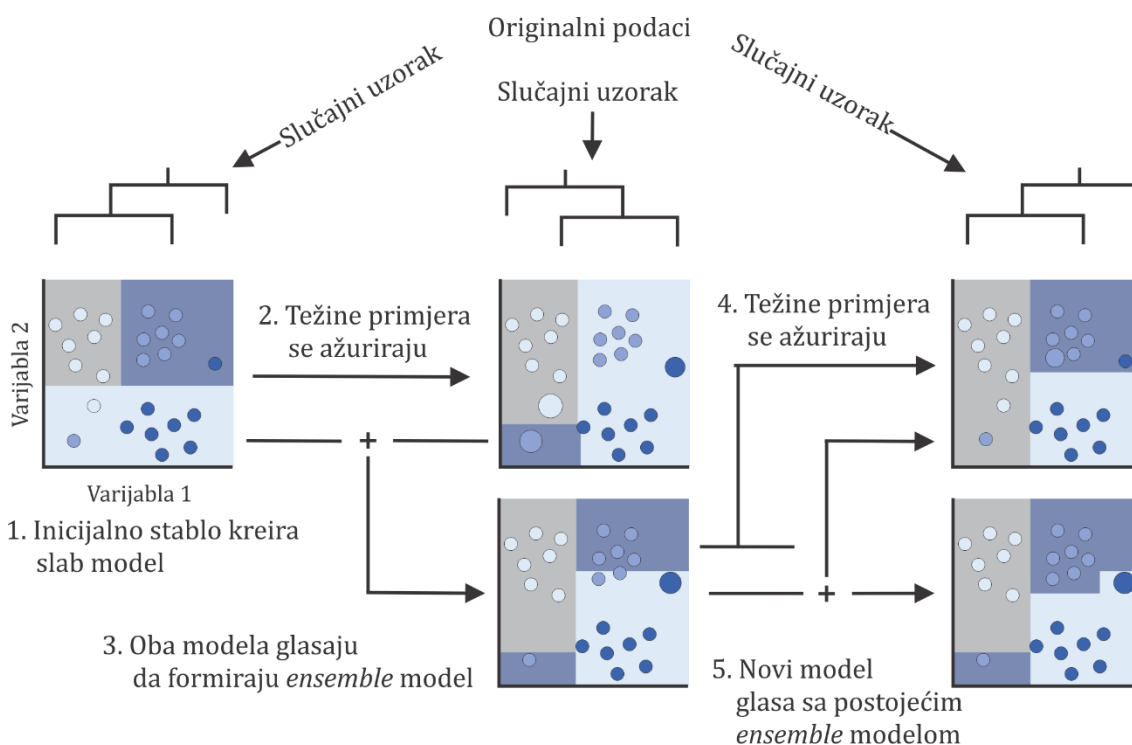 Originalni podaci
Slučajni uzorak
Slučajni uzorak
Slučajni uzorak
Varijabla 2
Varijabla 1
1. Inicijalno stablo kreira
slab model
2. Težine primjera
se ažuriraju
+
3. Oba modela glasaju
da formiraju ensemble model
4. Težine primjera
se ažuriraju
+
5. Novi model
glasa sa postojećim
ensemble modelom